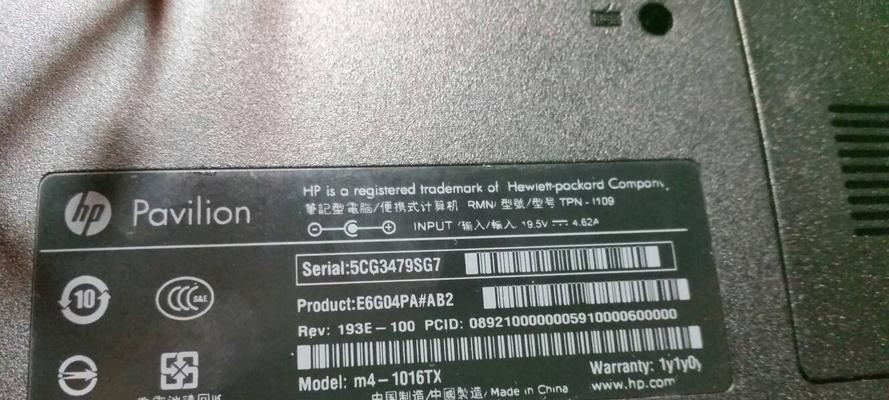 HP is a registered trademark of Hewlett-packard Company.
hp Pavilion
筆記型電腦/便携式计算机 RMN/型號/型号 TPN-I109
INPUT/输入/輸入 19.5V 4.62A
Serial:5CG3479SG7
10
CCC S&E
Product:E6G04PA#AB2
Rev: 193E-100 PCID: 0892100000005910000600000
Model: m4-1016TX
Warranty: 1y1y0y
中国制造/中國製造/Made in China
www.hp.com